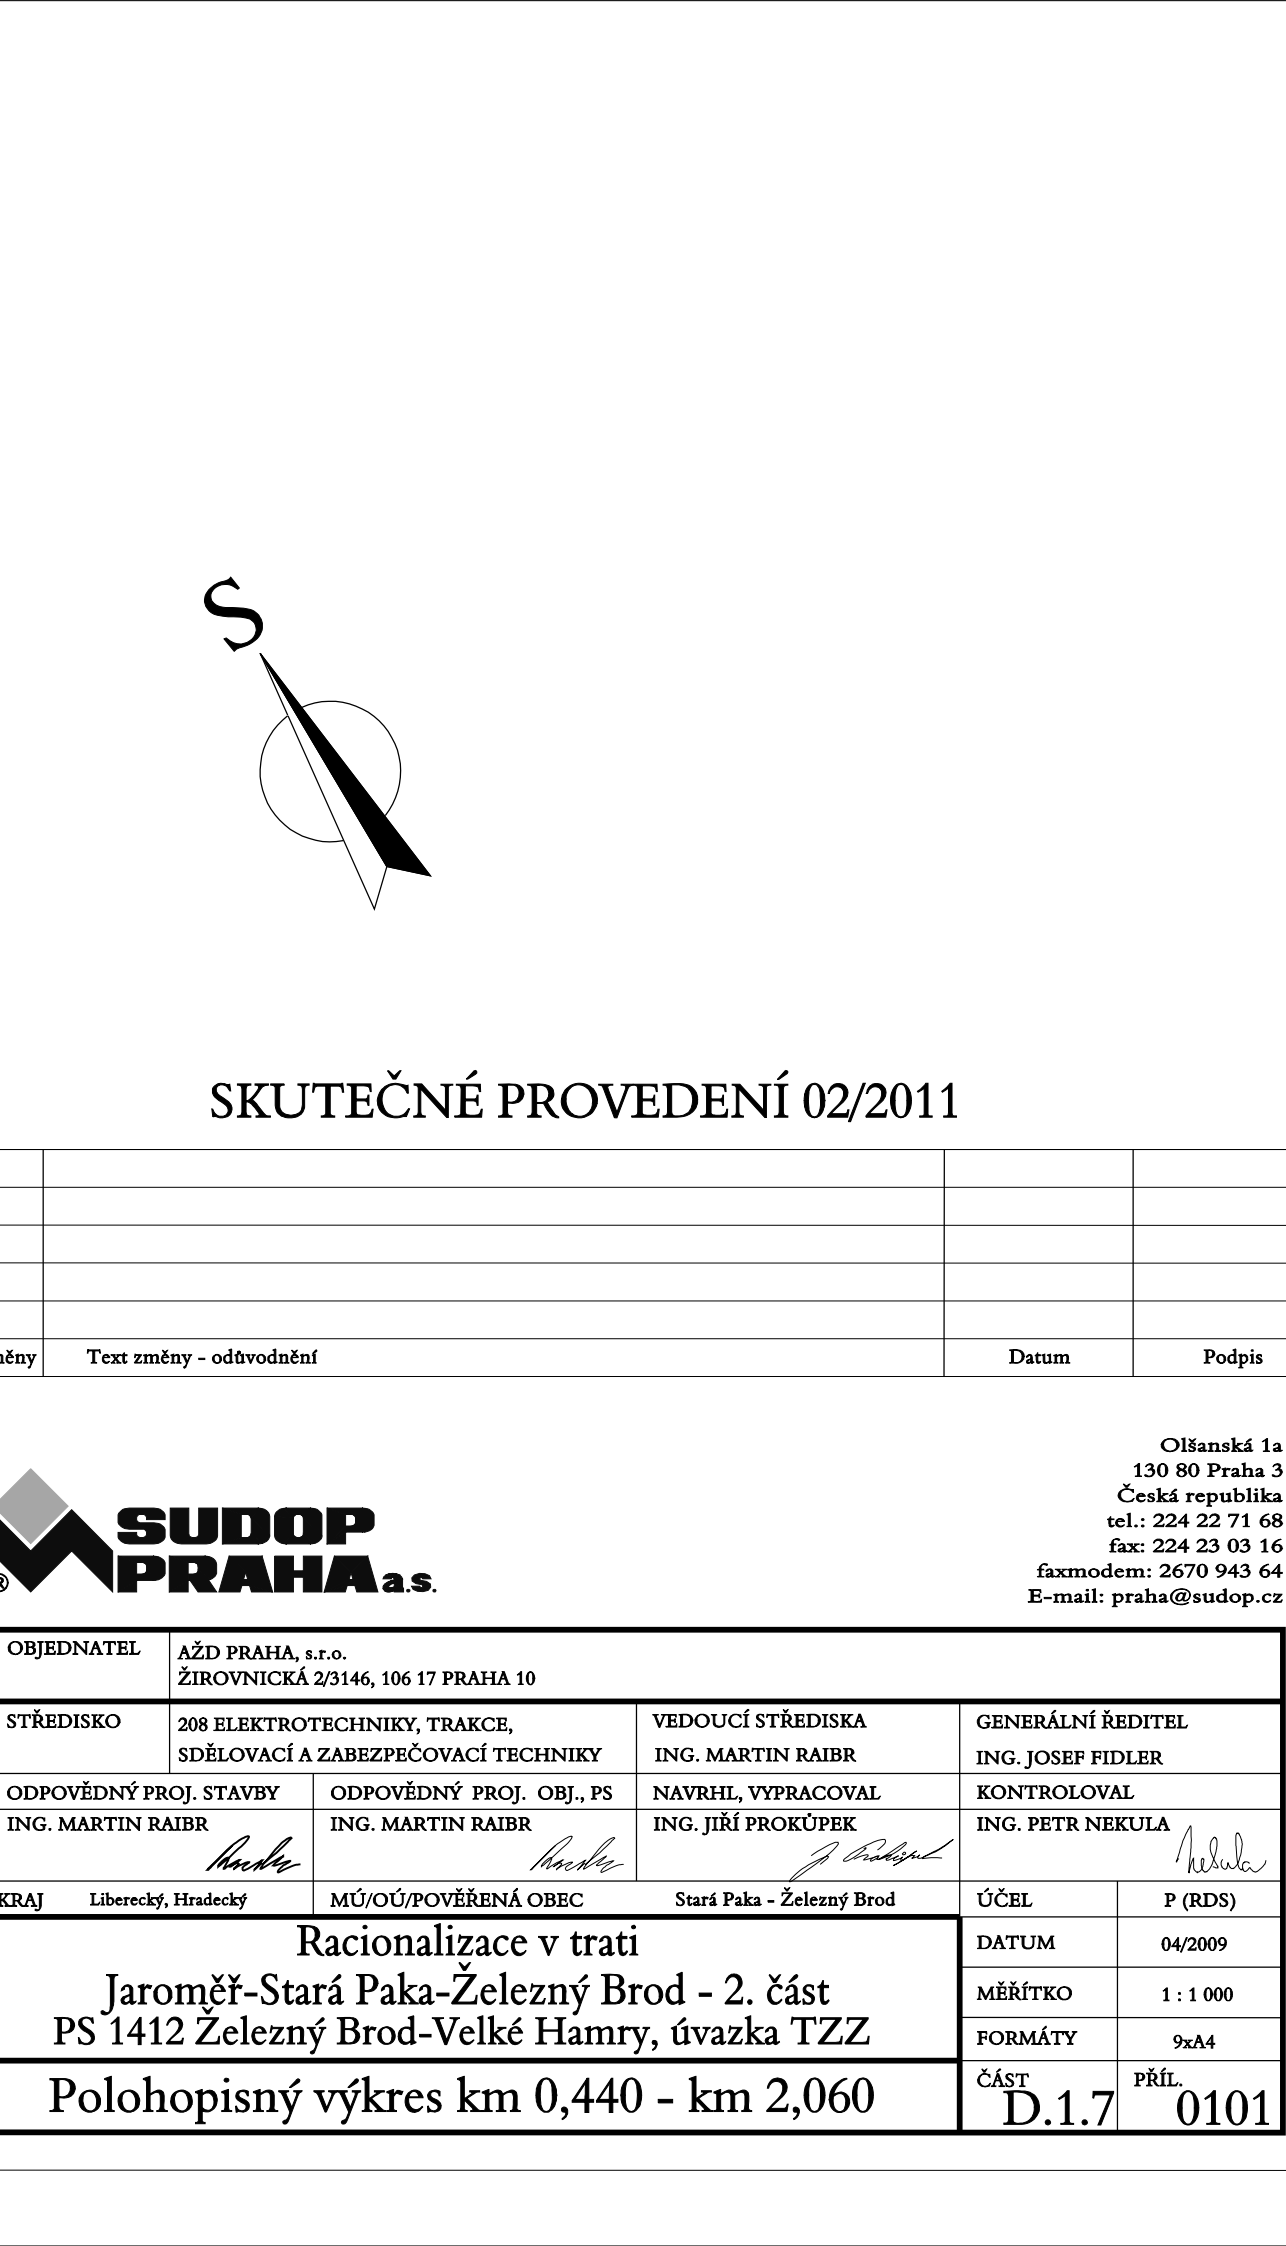 S
SKUTEČNÉ PROVEDENÍ 02/2011
měny Text změny - odůvodnění Datum Podpis
Olšanská 1a
130 80 Praha 3
Česká republika
tel.: 224 22 71 68
fax: 224 23 03 16
faxmodem: 2670 943 64
E-mail: praha@sudop.cz
SUDOP
PRAHA a.s.
®
OBJEDNATEL AŽD PRAHA, s.r.o.
ŽIROVNICKÁ 2/3146, 106 17 PRAHA 10
STŘEDISKO 208 ELEKTROTECHNIKY, TRAKCE, VEDOUCÍ STŘEDISKA GENERÁLNÍ ŘEDITEL
SDĚLOVACÍ A ZABEZPEČOVACÍ TECHNIKY ING. MARTIN RAIBR ING. JOSEF FIDLER
ODPOVĚDNÝ PROJ. STAVBY ODPOVĚDNÝ PROJ. OBJ., PS NAVRHL, VYPRACOVAL KONTROLOVAL
ING. MARTIN RAIBR ING. MARTIN RAIBR ING. JIŘÍ PROKŮPEK ING. PETR NEKULA
KRAJ Liberecký, Hradecký MÚ/OÚ/POVĚŘENÁ OBEC Stará Paka - Železný Brod ÚČEL P (RDS)
Racionalizace v trati
Jaroměř-Stará Paka-Železný Brod - 2. část
PS 1412 Železný Brod-Velké Hamry, úvazka TZZ
DATUM 04/2009
MĚŘÍTKO 1 : 1 000
FORMÁTY 9xA4
Polohopisný výkres km 0,440 - km 2,060
ČÁST D.1.7
PŘÍL. 0101